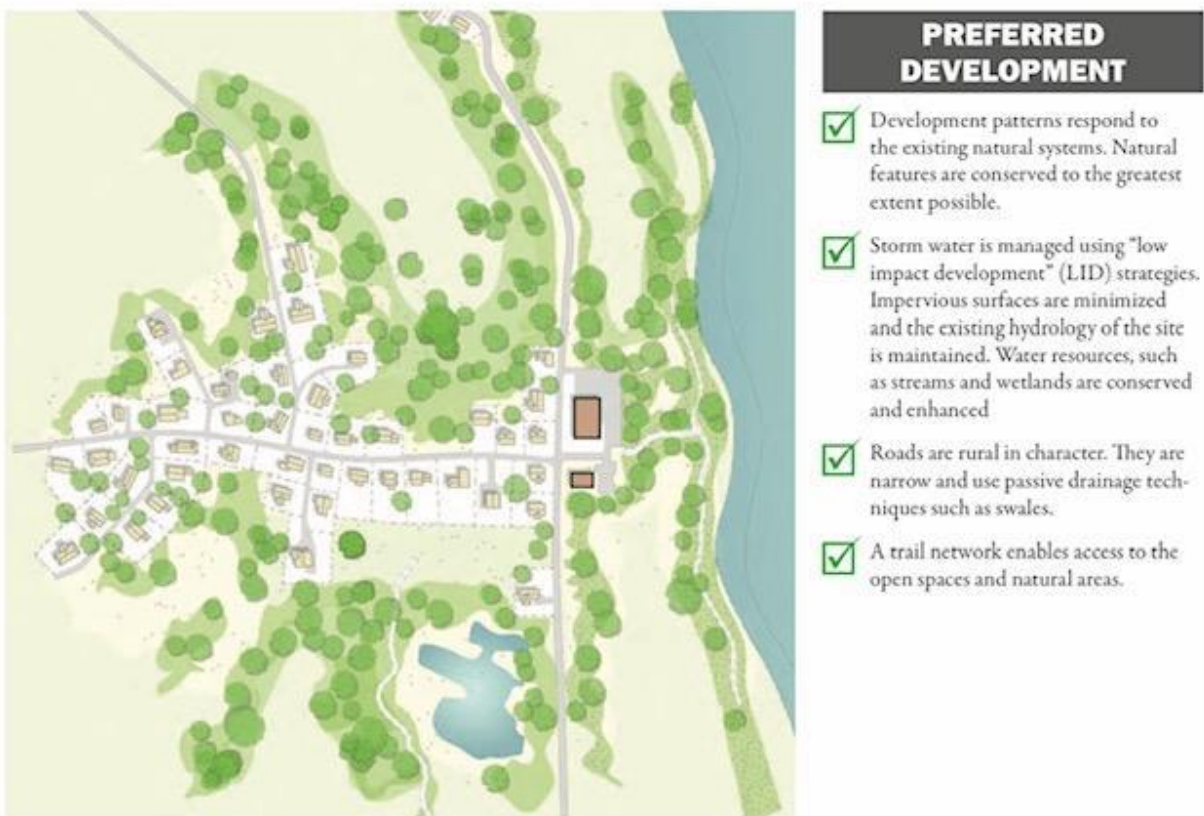 PREFERRED
DEVELOPMENT
Development patterns respond to
the existing natural systems. Natural
features are conserved to the greatest
extent possible.
Storm water is managed using “low
impact development” (LID) strategies.
Impervious surfaces are minimized
and the existing hydrology of the site
is maintained. Water resources, such
as streams and wetlands are conserved
and enhanced
Roads are rural in character. They are
narrow and use passive drainage tech-
niques such as swales.
A trail network enables access to the
open spaces and natural areas.